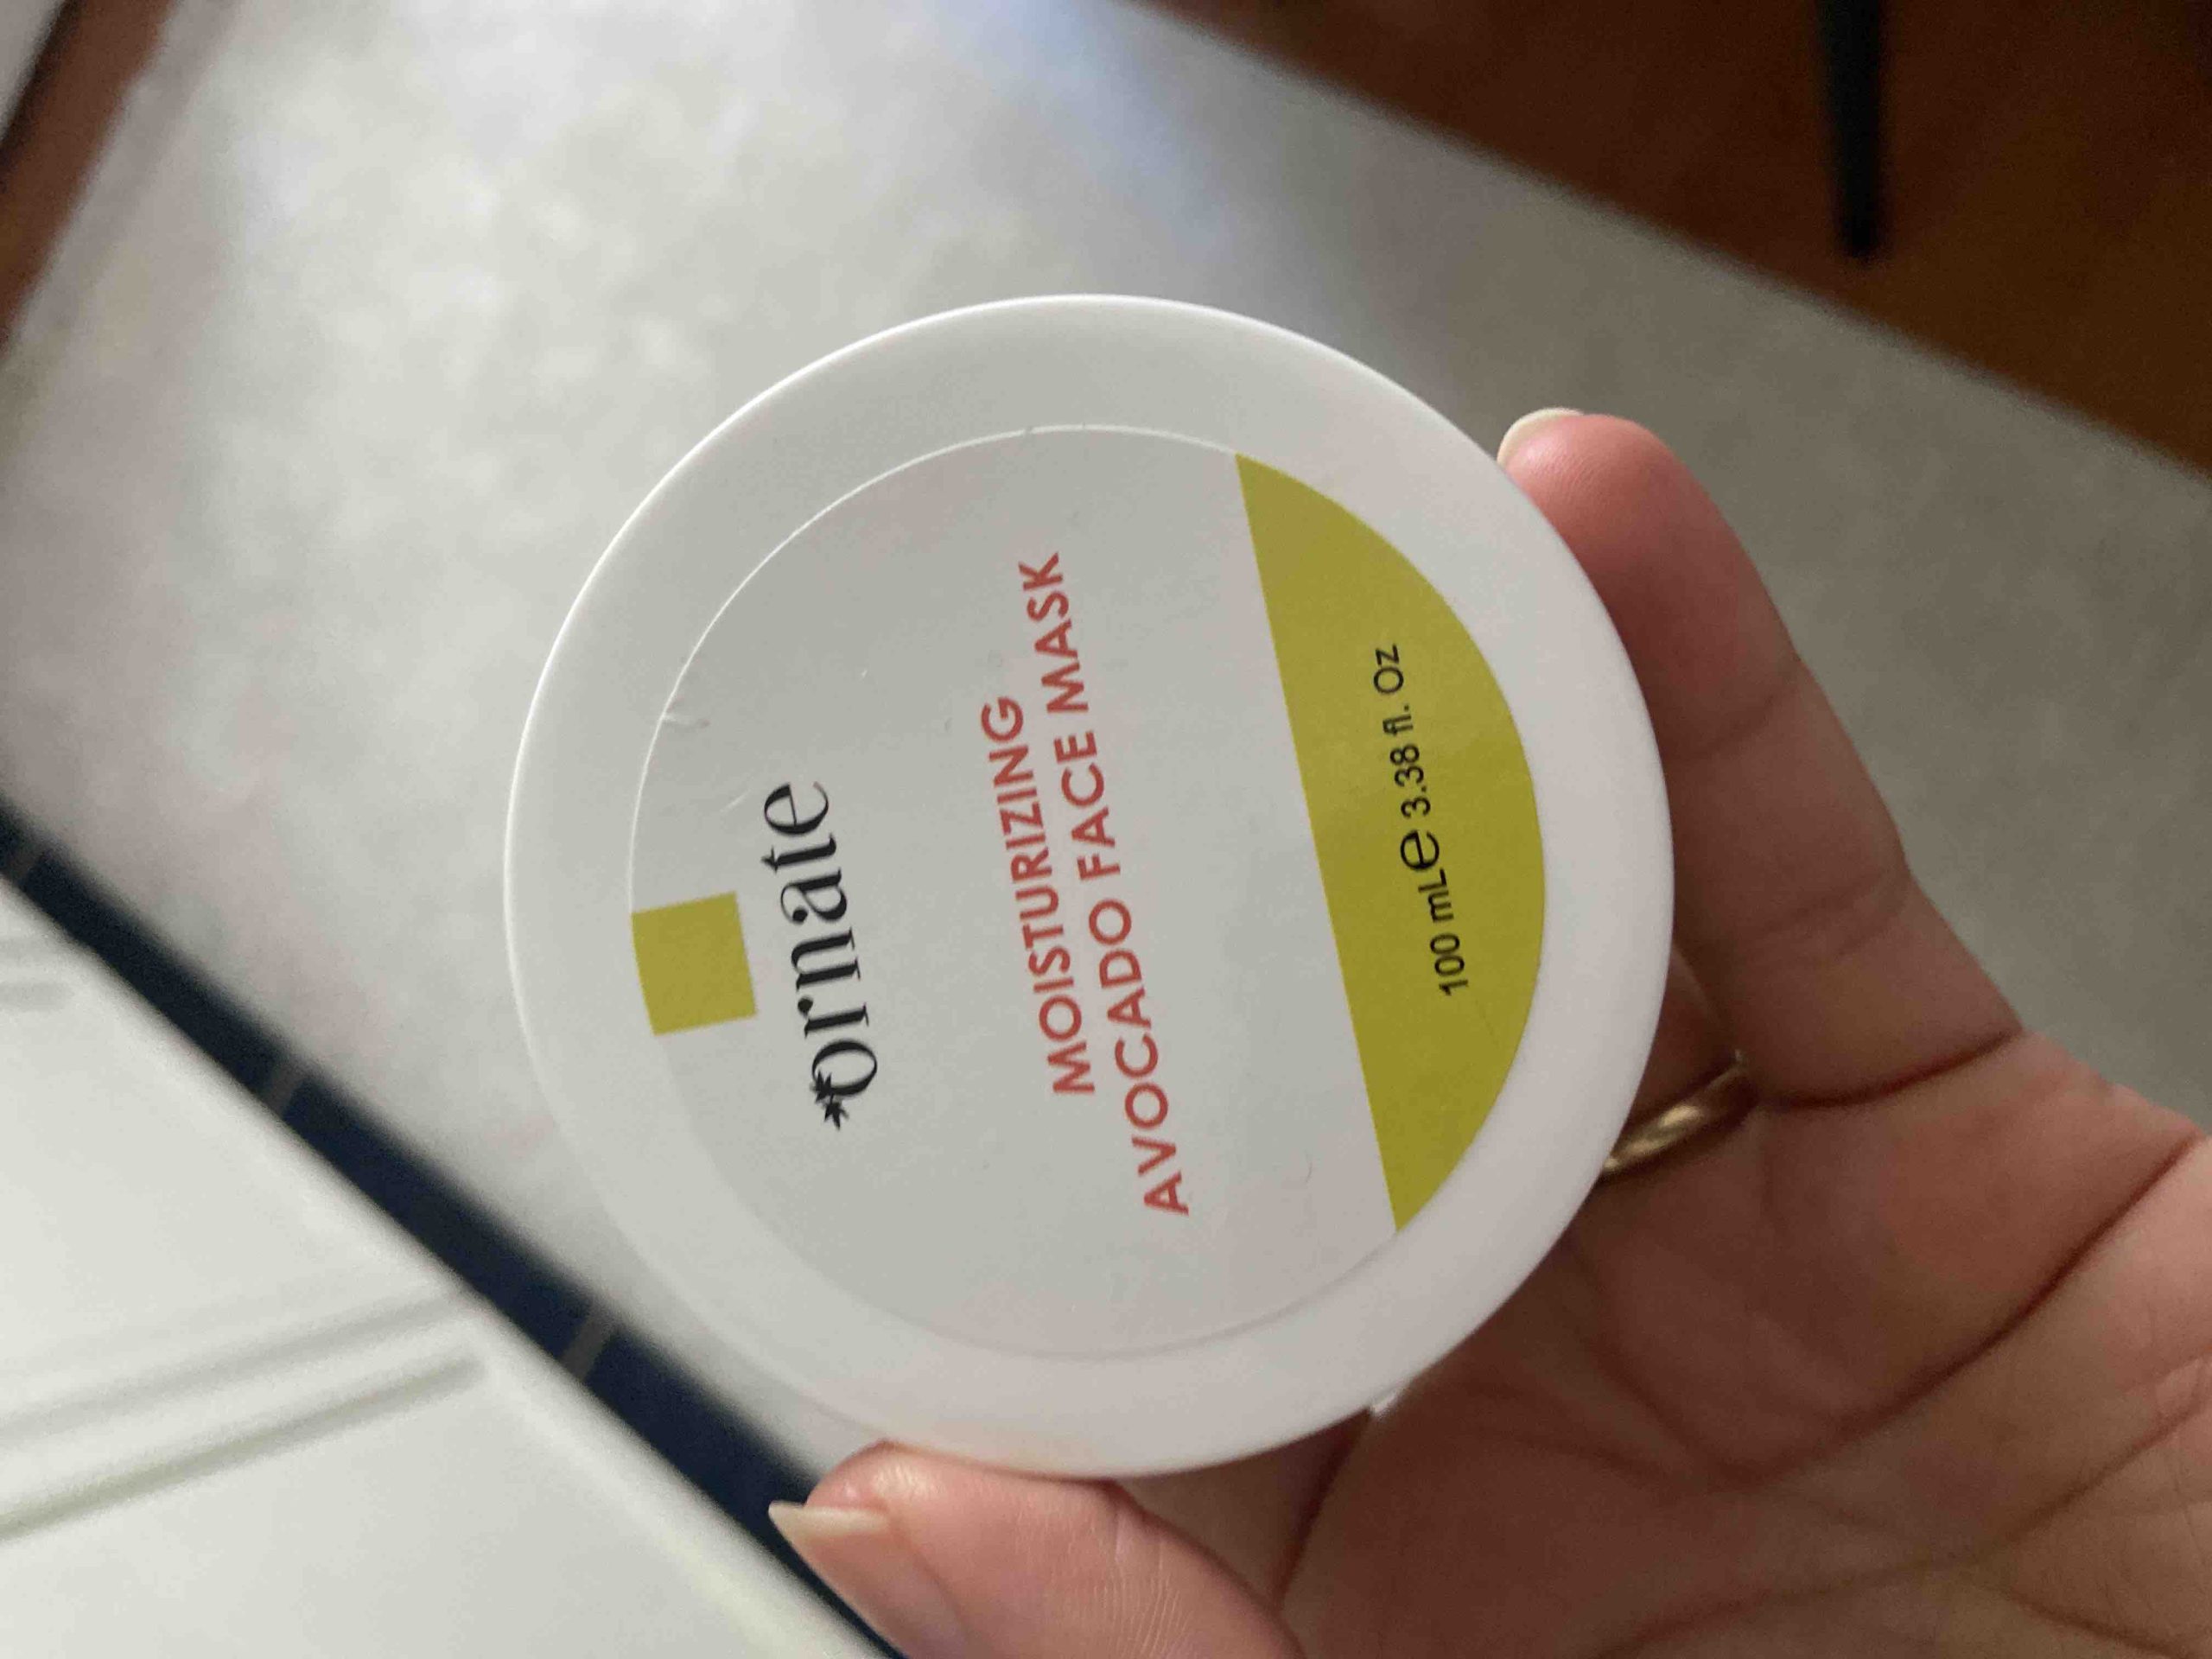 ornate
MOISTURIZING
AVOCADO FACE MASK
100 mL℮ 3.38 fl. Oz